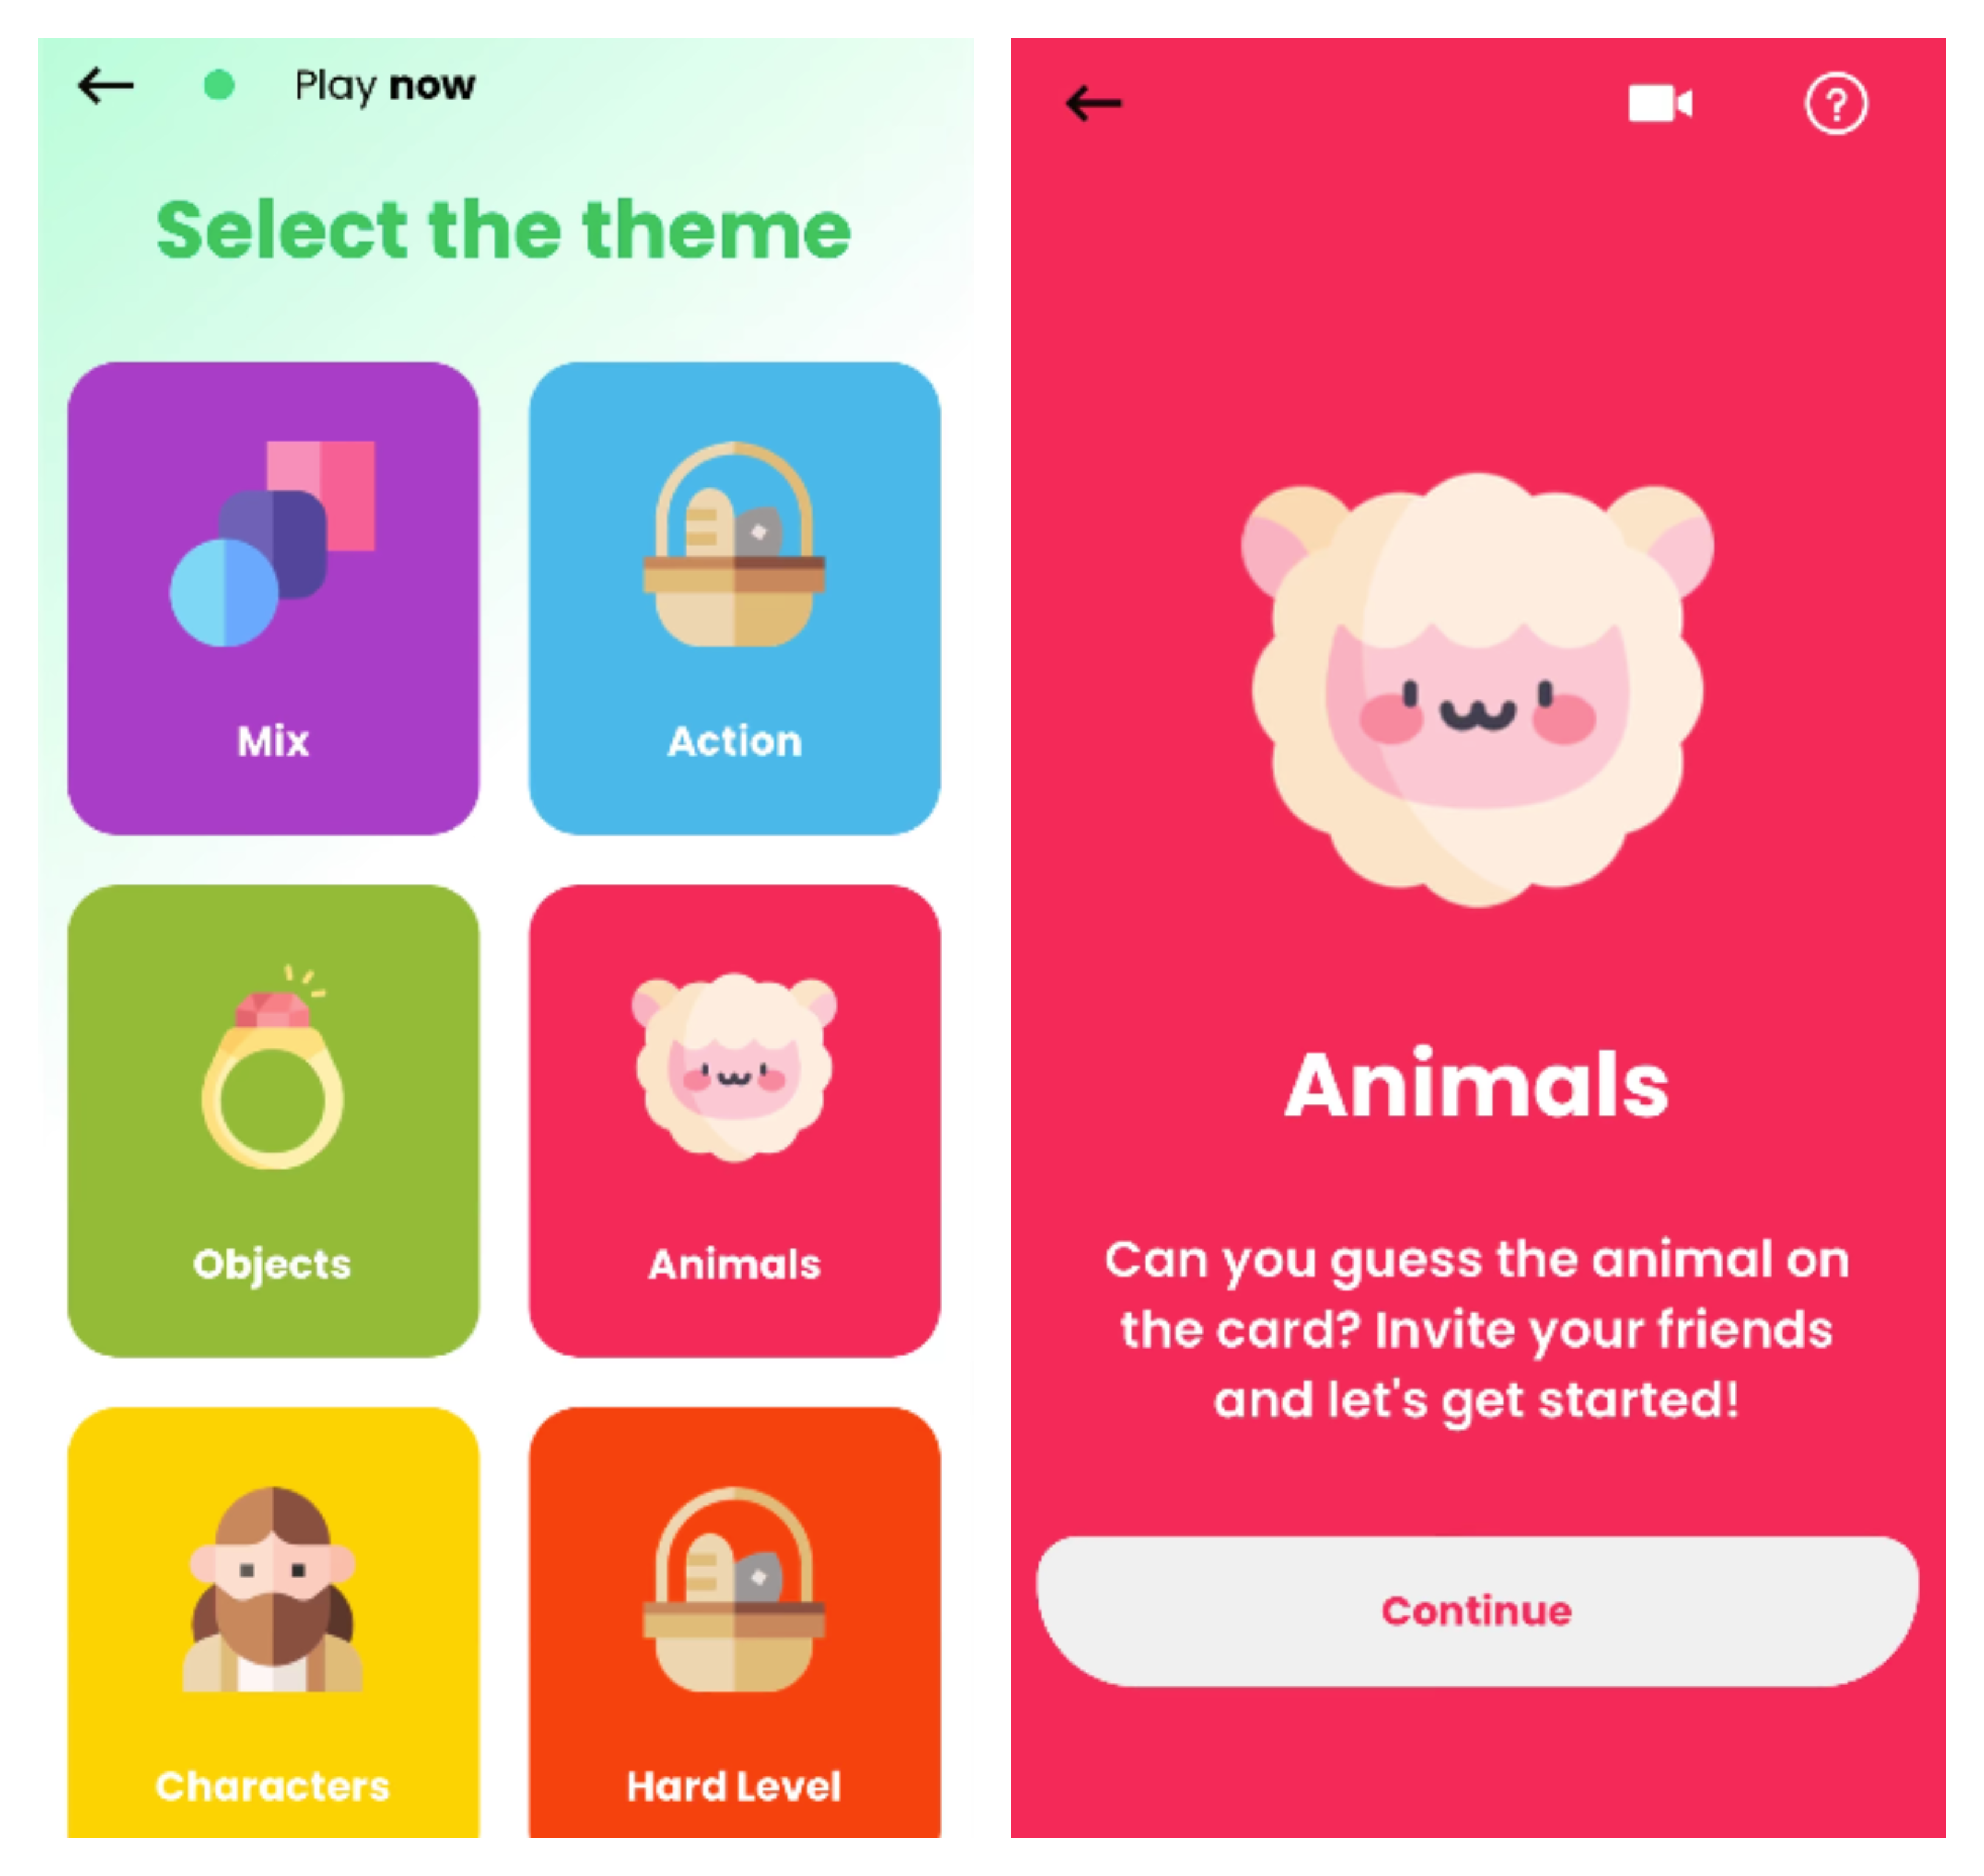 Play now
Select the theme
Mix
Action
Objects
Animals
Characters
Hard Level
?
Animals
Can you guess the animal on
the card? Invite your friends
and let's get started!
Continue